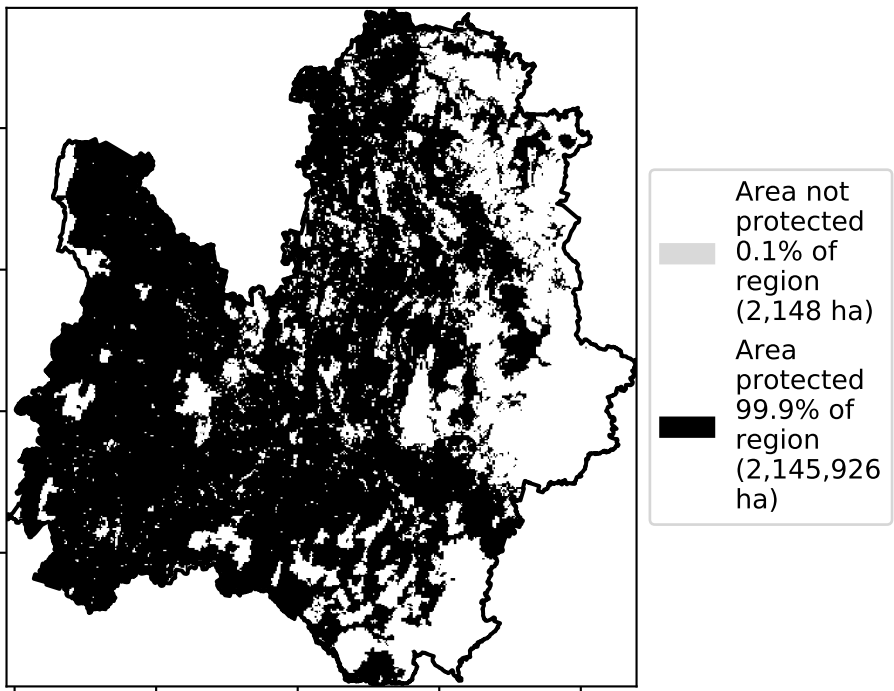 Area not
protected
0.1% of
region
(2,148 ha)
Area
protected
99.9% of
region
(2,145,926
ha)